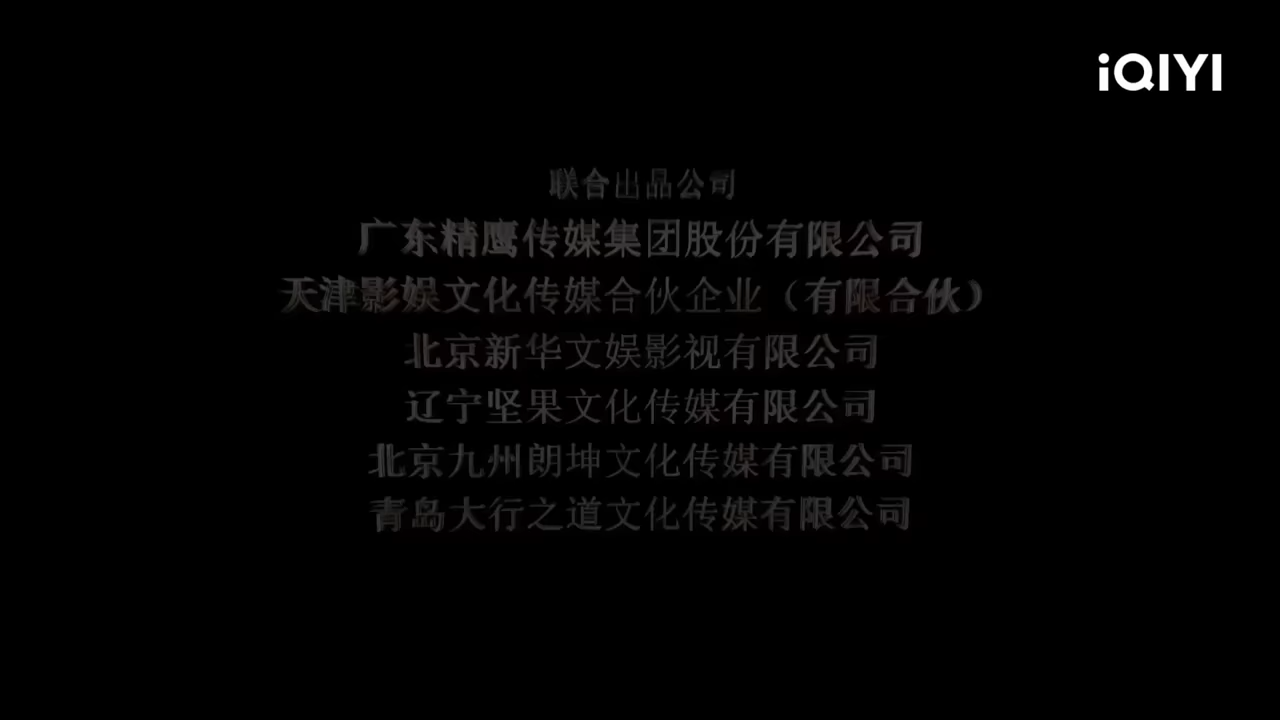 iQIYI
联合出品公司
广东精鹰传媒集团股份有限公司
天津影娱文化传媒合伙企业（有限合伙）
北京新华文娱影视有限公司
辽宁坚果文化传媒有限公司
北京九州朗坤文化传媒有限公司
青岛大行之道文化传媒有限公司